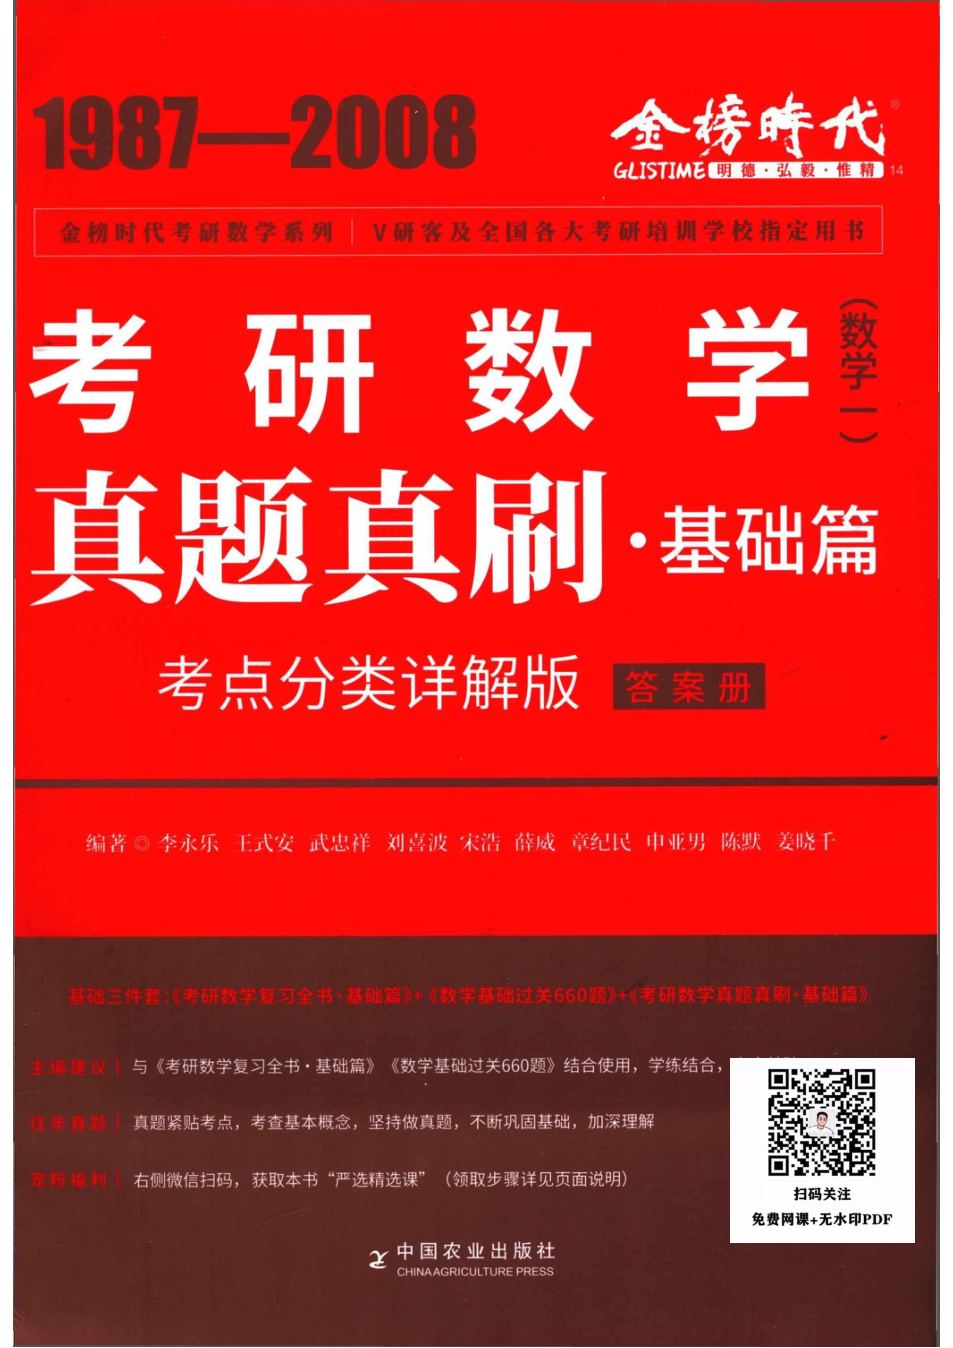 1987—2008
金榜時代®
GLISTIME 明德·弘毅·惟精 14
金榜时代考研数学系列 | V研客及全国各大考研培训学校指定用书
考研数学
(数学一)
真题真刷·基础篇
考点分类详解版 答案册
编著◎李永乐 王式安 武忠祥 刘喜波 宋浩 薛威 章纪民 申亚男 陈默 姜晓千
基础三件套:《考研数学复习全书·基础篇》+《数学基础过关660题》+《考研数学真题真刷·基础篇》
主编建议 | 与《考研数学复习全书·基础篇》《数学基础过关660题》结合使用,学练结合,
往年真题 | 真题紧贴考点,考查基本概念,坚持做真题,不断巩固基础,加深理解
宠粉福利 | 右侧微信扫码,获取本书“严选精选课”(领取步骤详见页面说明)
扫码关注
免费网课+无水印PDF
中国农业出版社
CHINA AGRICULTURE PRESS